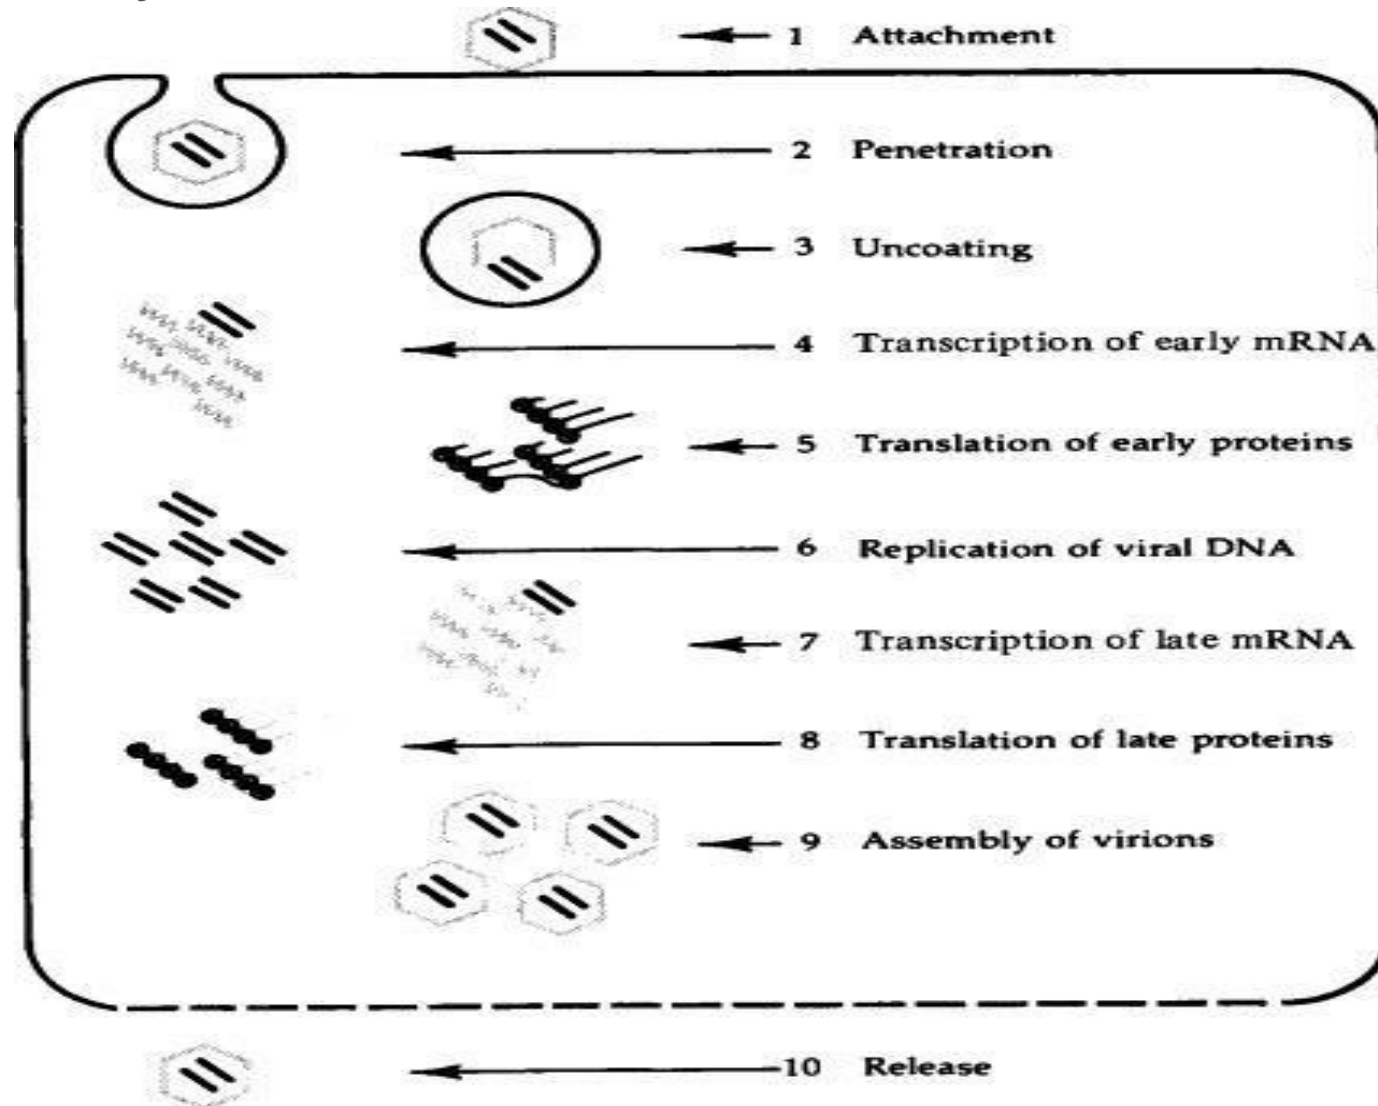 1 Attachment
2 Penetration
3 Uncoating
4 Transcription of early mRNA
5 Translation of early proteins
6 Replication of viral DNA
7 Transcription of late mRNA
8 Translation of late proteins
9 Assembly of virions
10 Release